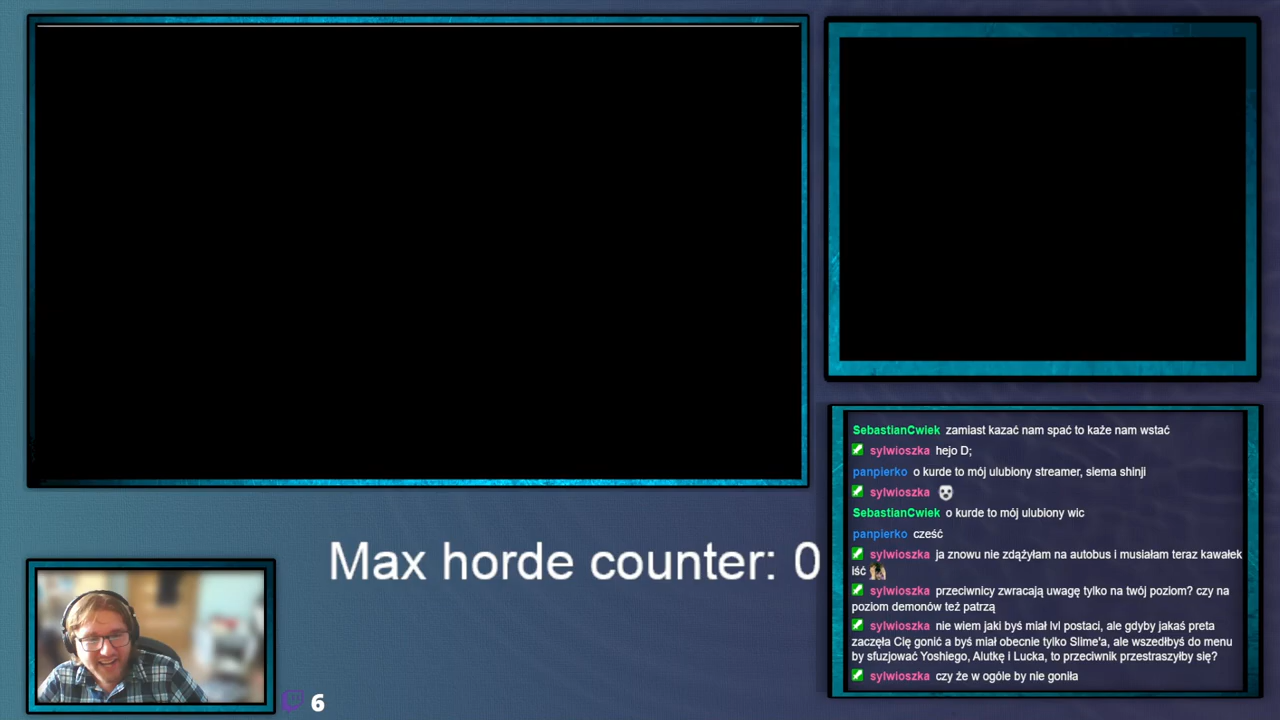 SebastianCwiek zamiast kazać nam spać to każe nam wstać
sylwioszka hejo D;
panpierko o kurde to mój ulubiony streamer, siema shinji
sylwioszka
SebastianCwiek o kurde to mój ulubiony wic
panpierko cześć
sylwioszka ja znowu nie zdążyłam na autobus i musiałam teraz kawałek
iść
sylwioszka przeciwnicy zwracają uwagę tylko na twój poziom? czy na
poziom demonów też patrzą
sylwioszka nie wiem jaki byś miał lvl postaci, ale gdyby jakaś preta
zaczęła Cię gonić a byś miał obecnie tylko Slime'a, ale wszedłbyś do menu
by sfuzjować Yoshiego, Alutkę i Lucka, to przeciwnik przestraszyłby się?
sylwioszka czy że w ogóle by nie goniła
Max horde counter: 0
6